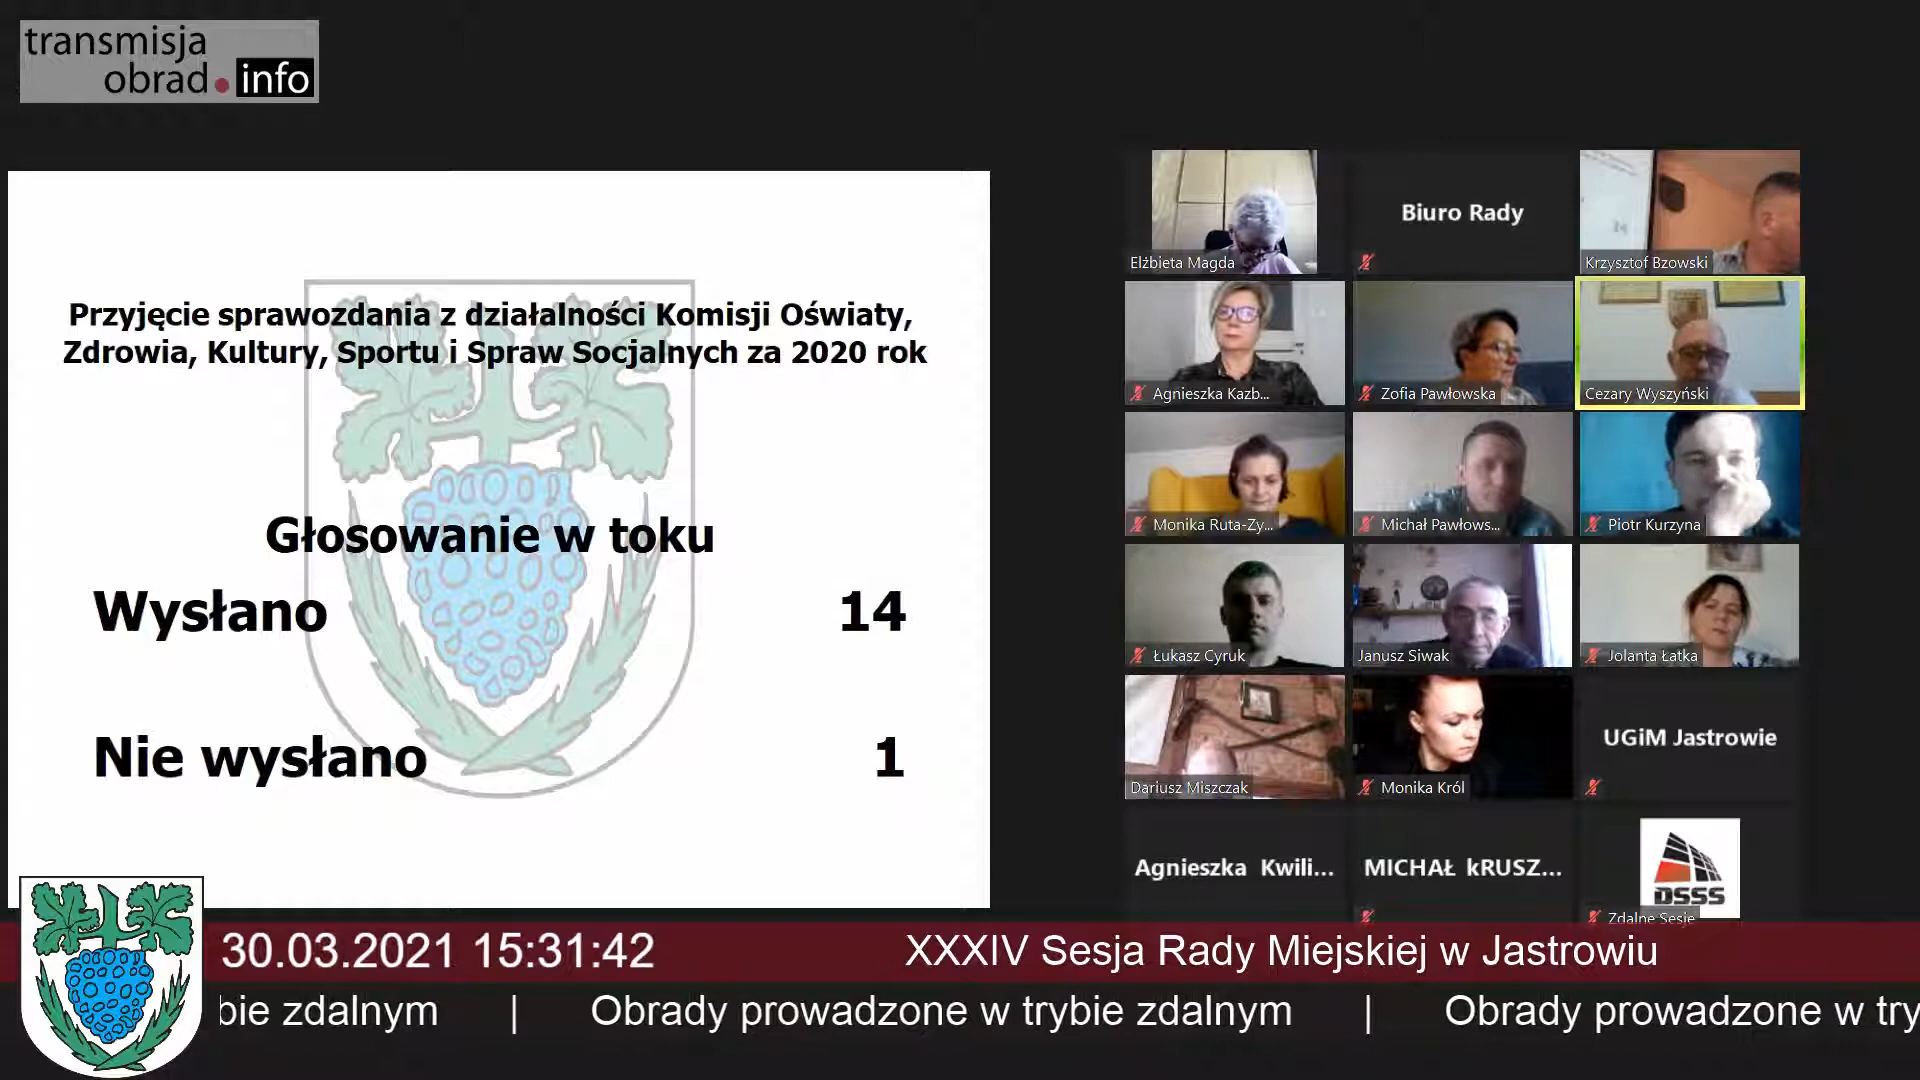 transmisja
obrad.info
Przyjęcie sprawozdania z działalności Komisji Oświaty,
Zdrowia, Kultury, Sportu i Spraw Socjalnych za 2020 rok
Głosowanie w toku
Wysłano 14
Nie wysłano 1
Elżbieta Magda
Biuro Rady
Krzysztof Bzowski
Agnieszka Kazb...
Zofia Pawłowska
Cezary Wyszyński
Monika Ruta-Zy...
Michał Pawłows...
Piotr Kurzyna
Łukasz Cyruk
Janusz Siwak
Jolanta Łatka
Dariusz Miszczak
Monika Król
UGiM Jastrowie
Agnieszka Kwili...
MICHAŁ kRUSZ...
DSSS
Zdalne Sesje
30.03.2021 15:31:42
XXXIV Sesja Rady Miejskiej w Jastrowiu
bie zdalnym | Obrady prowadzone w trybie zdalnym | Obrady prowadzone w try